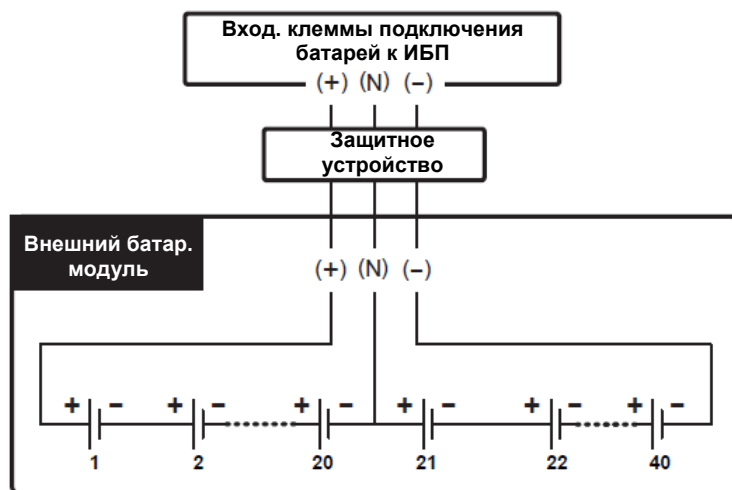 Вход. клеммы подключения
батарей к ИБП
(+) (N) (−)
Защитное
устройство
Внешний батар.
модуль
(+) (N) (−)
+ − + − + − + − + − + −
1 2 20 21 22 40